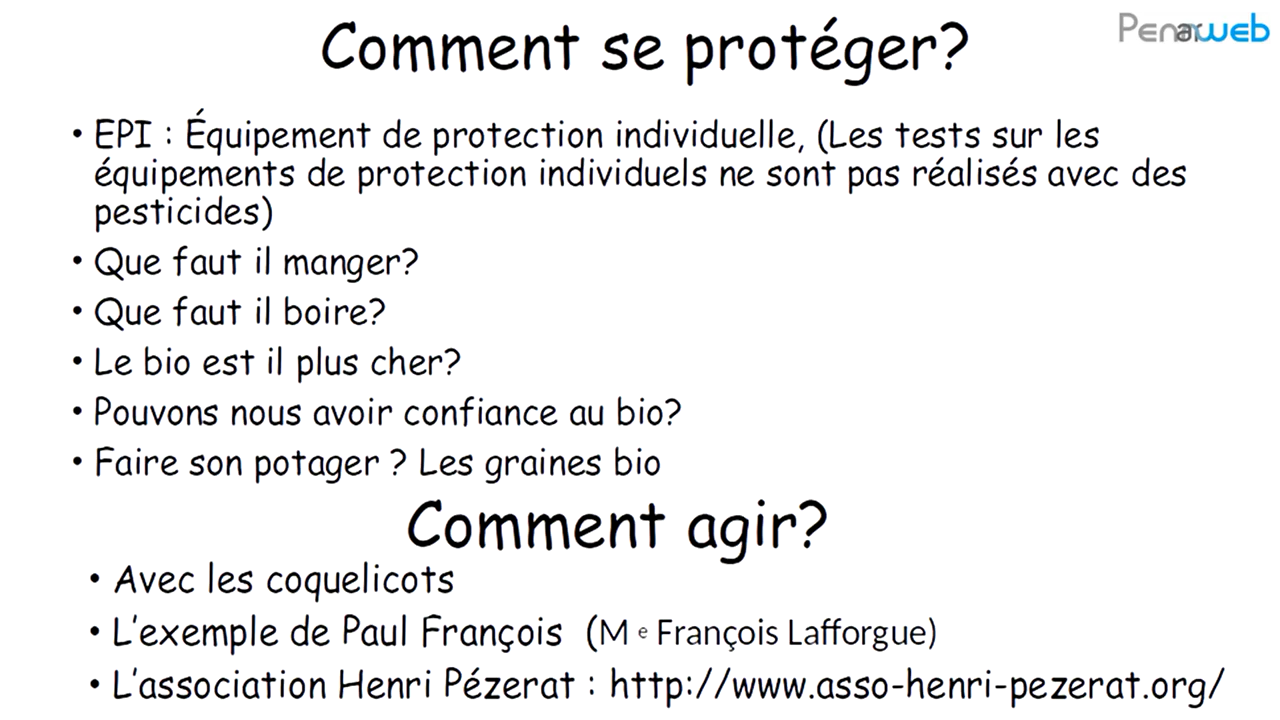 Penarweb
Comment se protéger?
• EPI : Équipement de protection individuelle, (Les tests sur les
équipements de protection individuels ne sont pas réalisés avec des
pesticides)
• Que faut il manger?
• Que faut il boire?
• Le bio est il plus cher?
• Pouvons nous avoir confiance au bio?
• Faire son potager ? Les graines bio
Comment agir?
• Avec les coquelicots
• L'exemple de Paul François (M e François Lafforgue)
• L'association Henri Pézerat : http://www.asso-henri-pezerat.org/